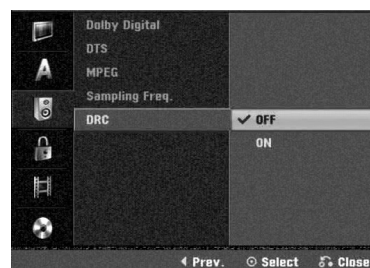 Dolby Digital
DTS
A
MPEG
Sampling Freq.
DRC
OFF
ON
Prev.
Select
Close